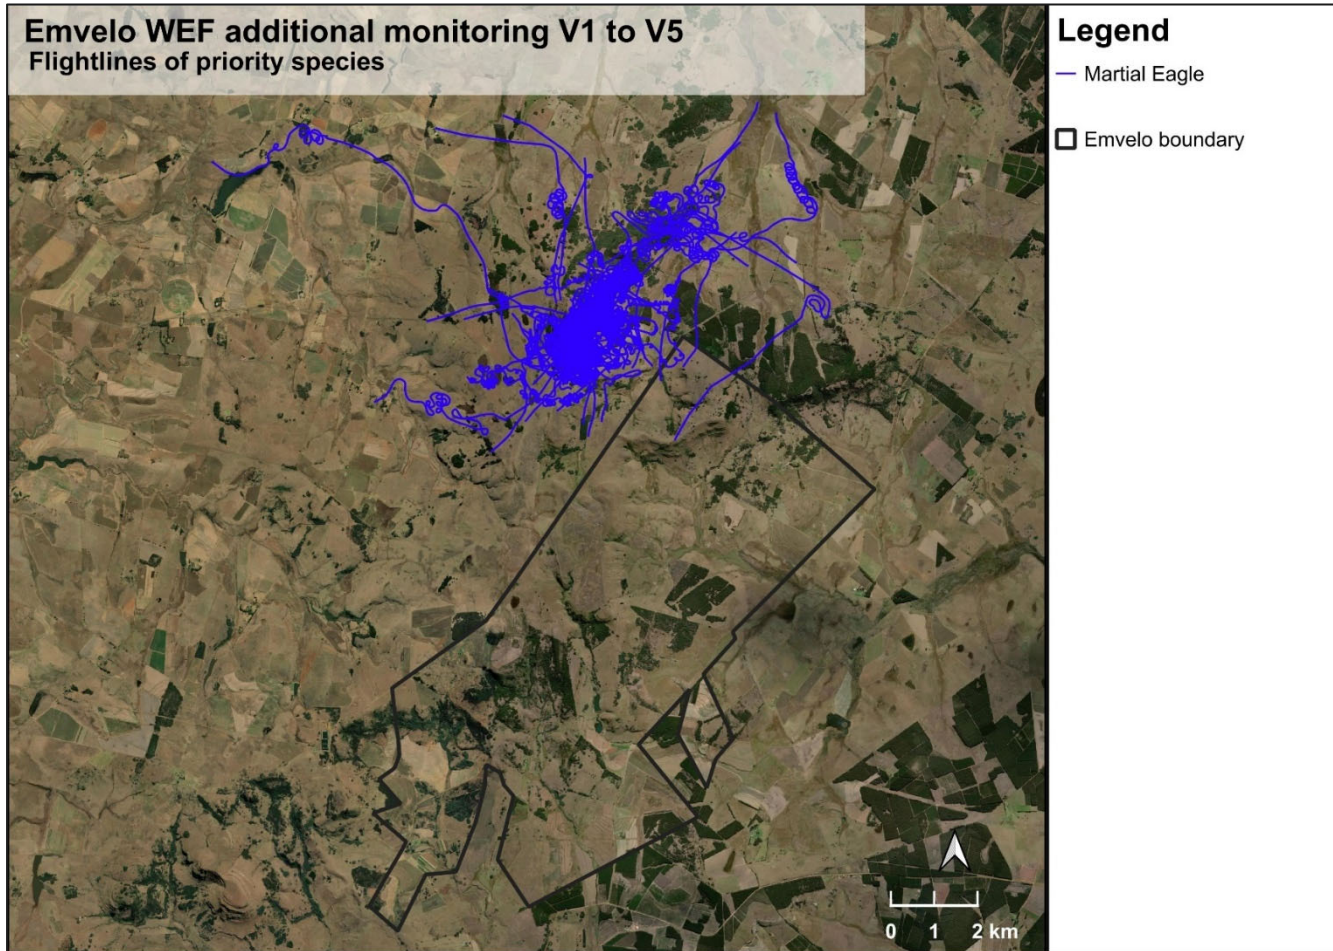 Emvelo WEF additional monitoring V1 to V5
Flightlines of priority species
Legend
Martial Eagle
Emvelo boundary
0 1 2 km